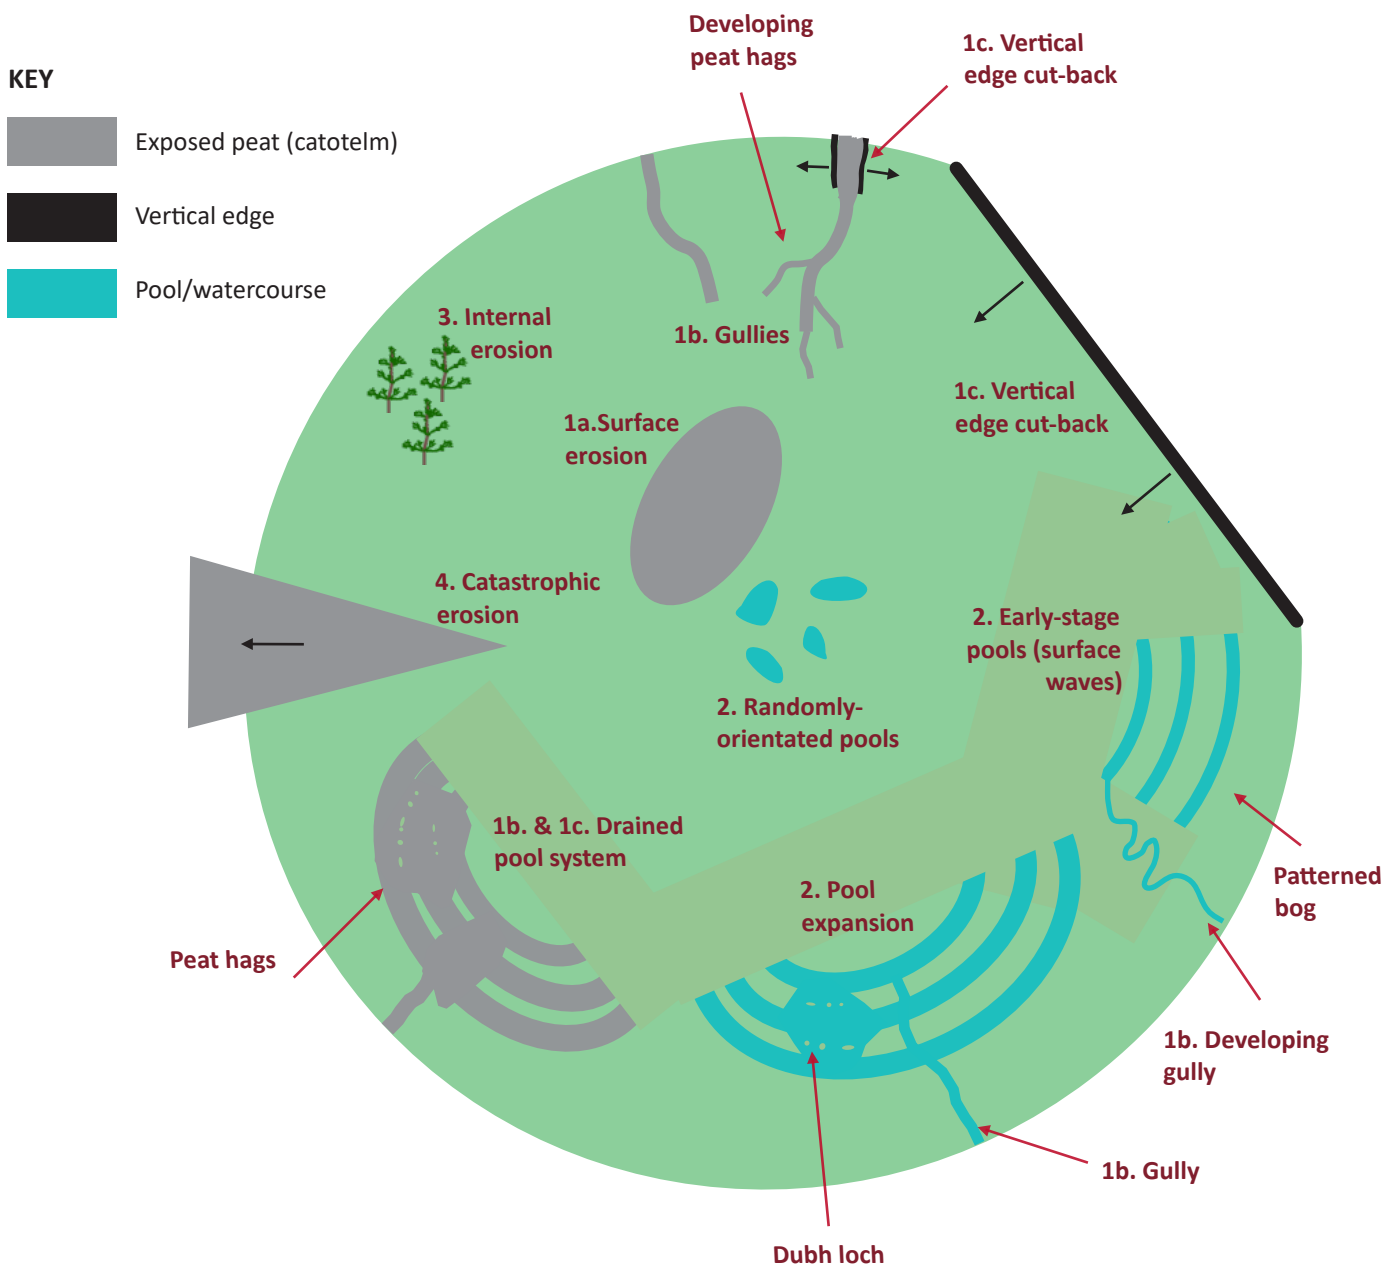 Developing
peat hags
1c. Vertical
edge cut-back
KEY
Exposed peat (catotelm)
Vertical edge
Pool/watercourse
3. Internal
erosion
1b. Gullies
1a.Surface
erosion
1c. Vertical
edge cut-back
4. Catastrophic
erosion
2. Early-stage
pools (surface
waves)
2. Randomly-
orientated pools
1b. & 1c. Drained
pool system
2. Pool
expansion
Patterned
bog
Peat hags
1b. Developing
gully
1b. Gully
Dubh loch